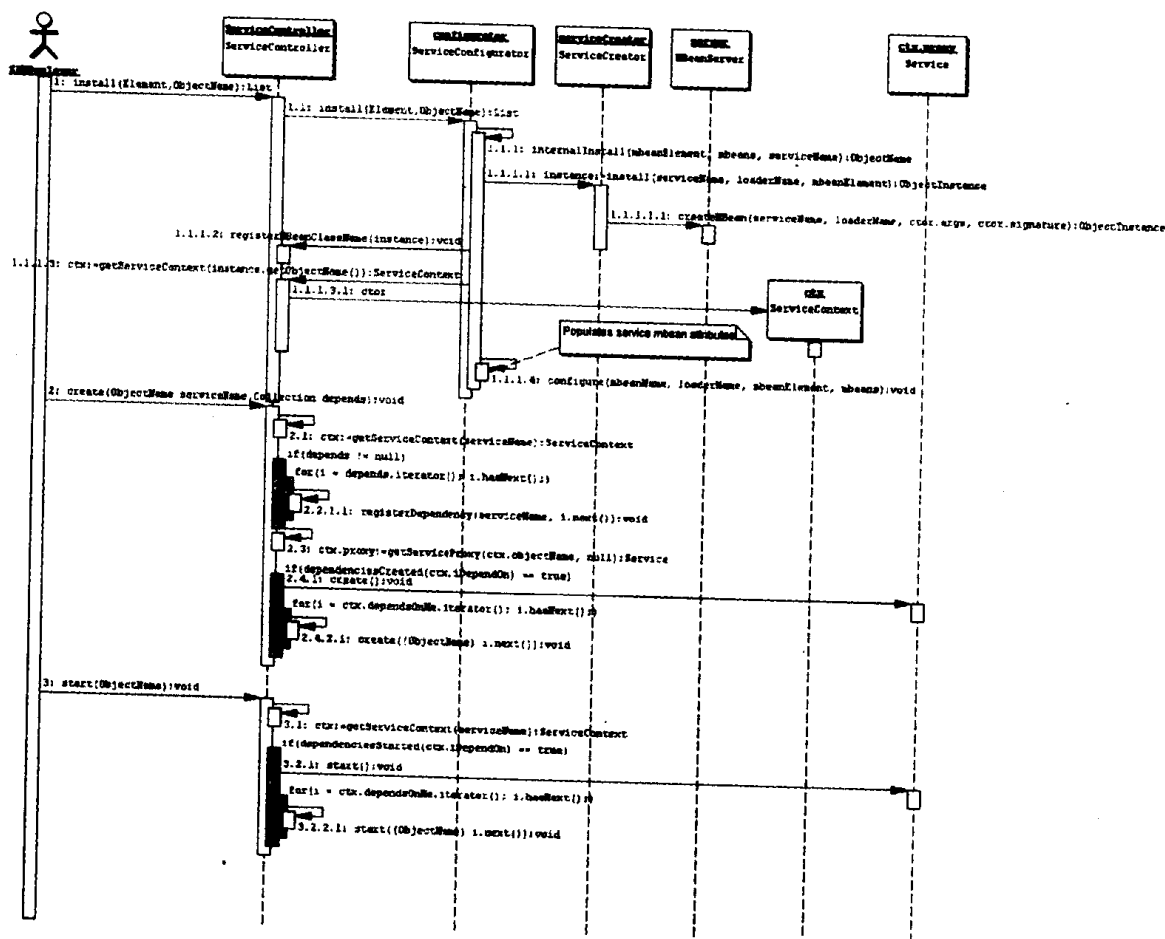 ServiceController
ServiceController
configurator
ServiceConfigurator
serviceCreator
ServiceCreator
server
MBeanServer
ctx.proxy
Service
1: install(Element,ObjectName):List
1.1: install(Element,ObjectName):List
1.1.1: internalInstall(mbeanElement, mbeans, serviceName):ObjectName
1.1.1.1: instance:=install(serviceName, loaderName, mbeanElement):ObjectInstance
1.1.1.1.1: createMBean(serviceName, loaderName, ctor.args, ctor.signature):ObjectInstance
1.1.1.2: registerMBeanClassName(instance):void
1.1.1.3: ctx:=getServiceContext(instance.getObjectName()):ServiceContext
1.1.1.3.1: ctor
ctx
ServiceContext
Populates service mbean attributed
1.1.1.4: configure(mbeanName, loaderName, mbeanElement, mbeans):void
2: create(ObjectName serviceName,Collection depends):void
2.1: ctx:=getServiceContext(serviceName):ServiceContext
if(depends != null)
for(i = depends.iterator(); i.hasNext();)
2.2.1.1: registerDependency(serviceName, i.next()):void
2.3: ctx.proxy:=getServiceProxy(ctx.objectName, null):Service
if(dependenciesCreated(ctx.iDependOn) == true)
2.4.1: create():void
for(i = ctx.dependsOnMe.iterator(); i.hasNext();)
2.4.2.1: create((ObjectName) i.next()):void
3: start(ObjectName):void
3.1: ctx:=getServiceContext(serviceName):ServiceContext
if(dependenciesStarted(ctx.iDependOn) == true)
3.2.1: start():void
for(i = ctx.dependsOnMe.iterator(); i.hasNext();)
3.2.2.1: start((ObjectName) i.next()):void